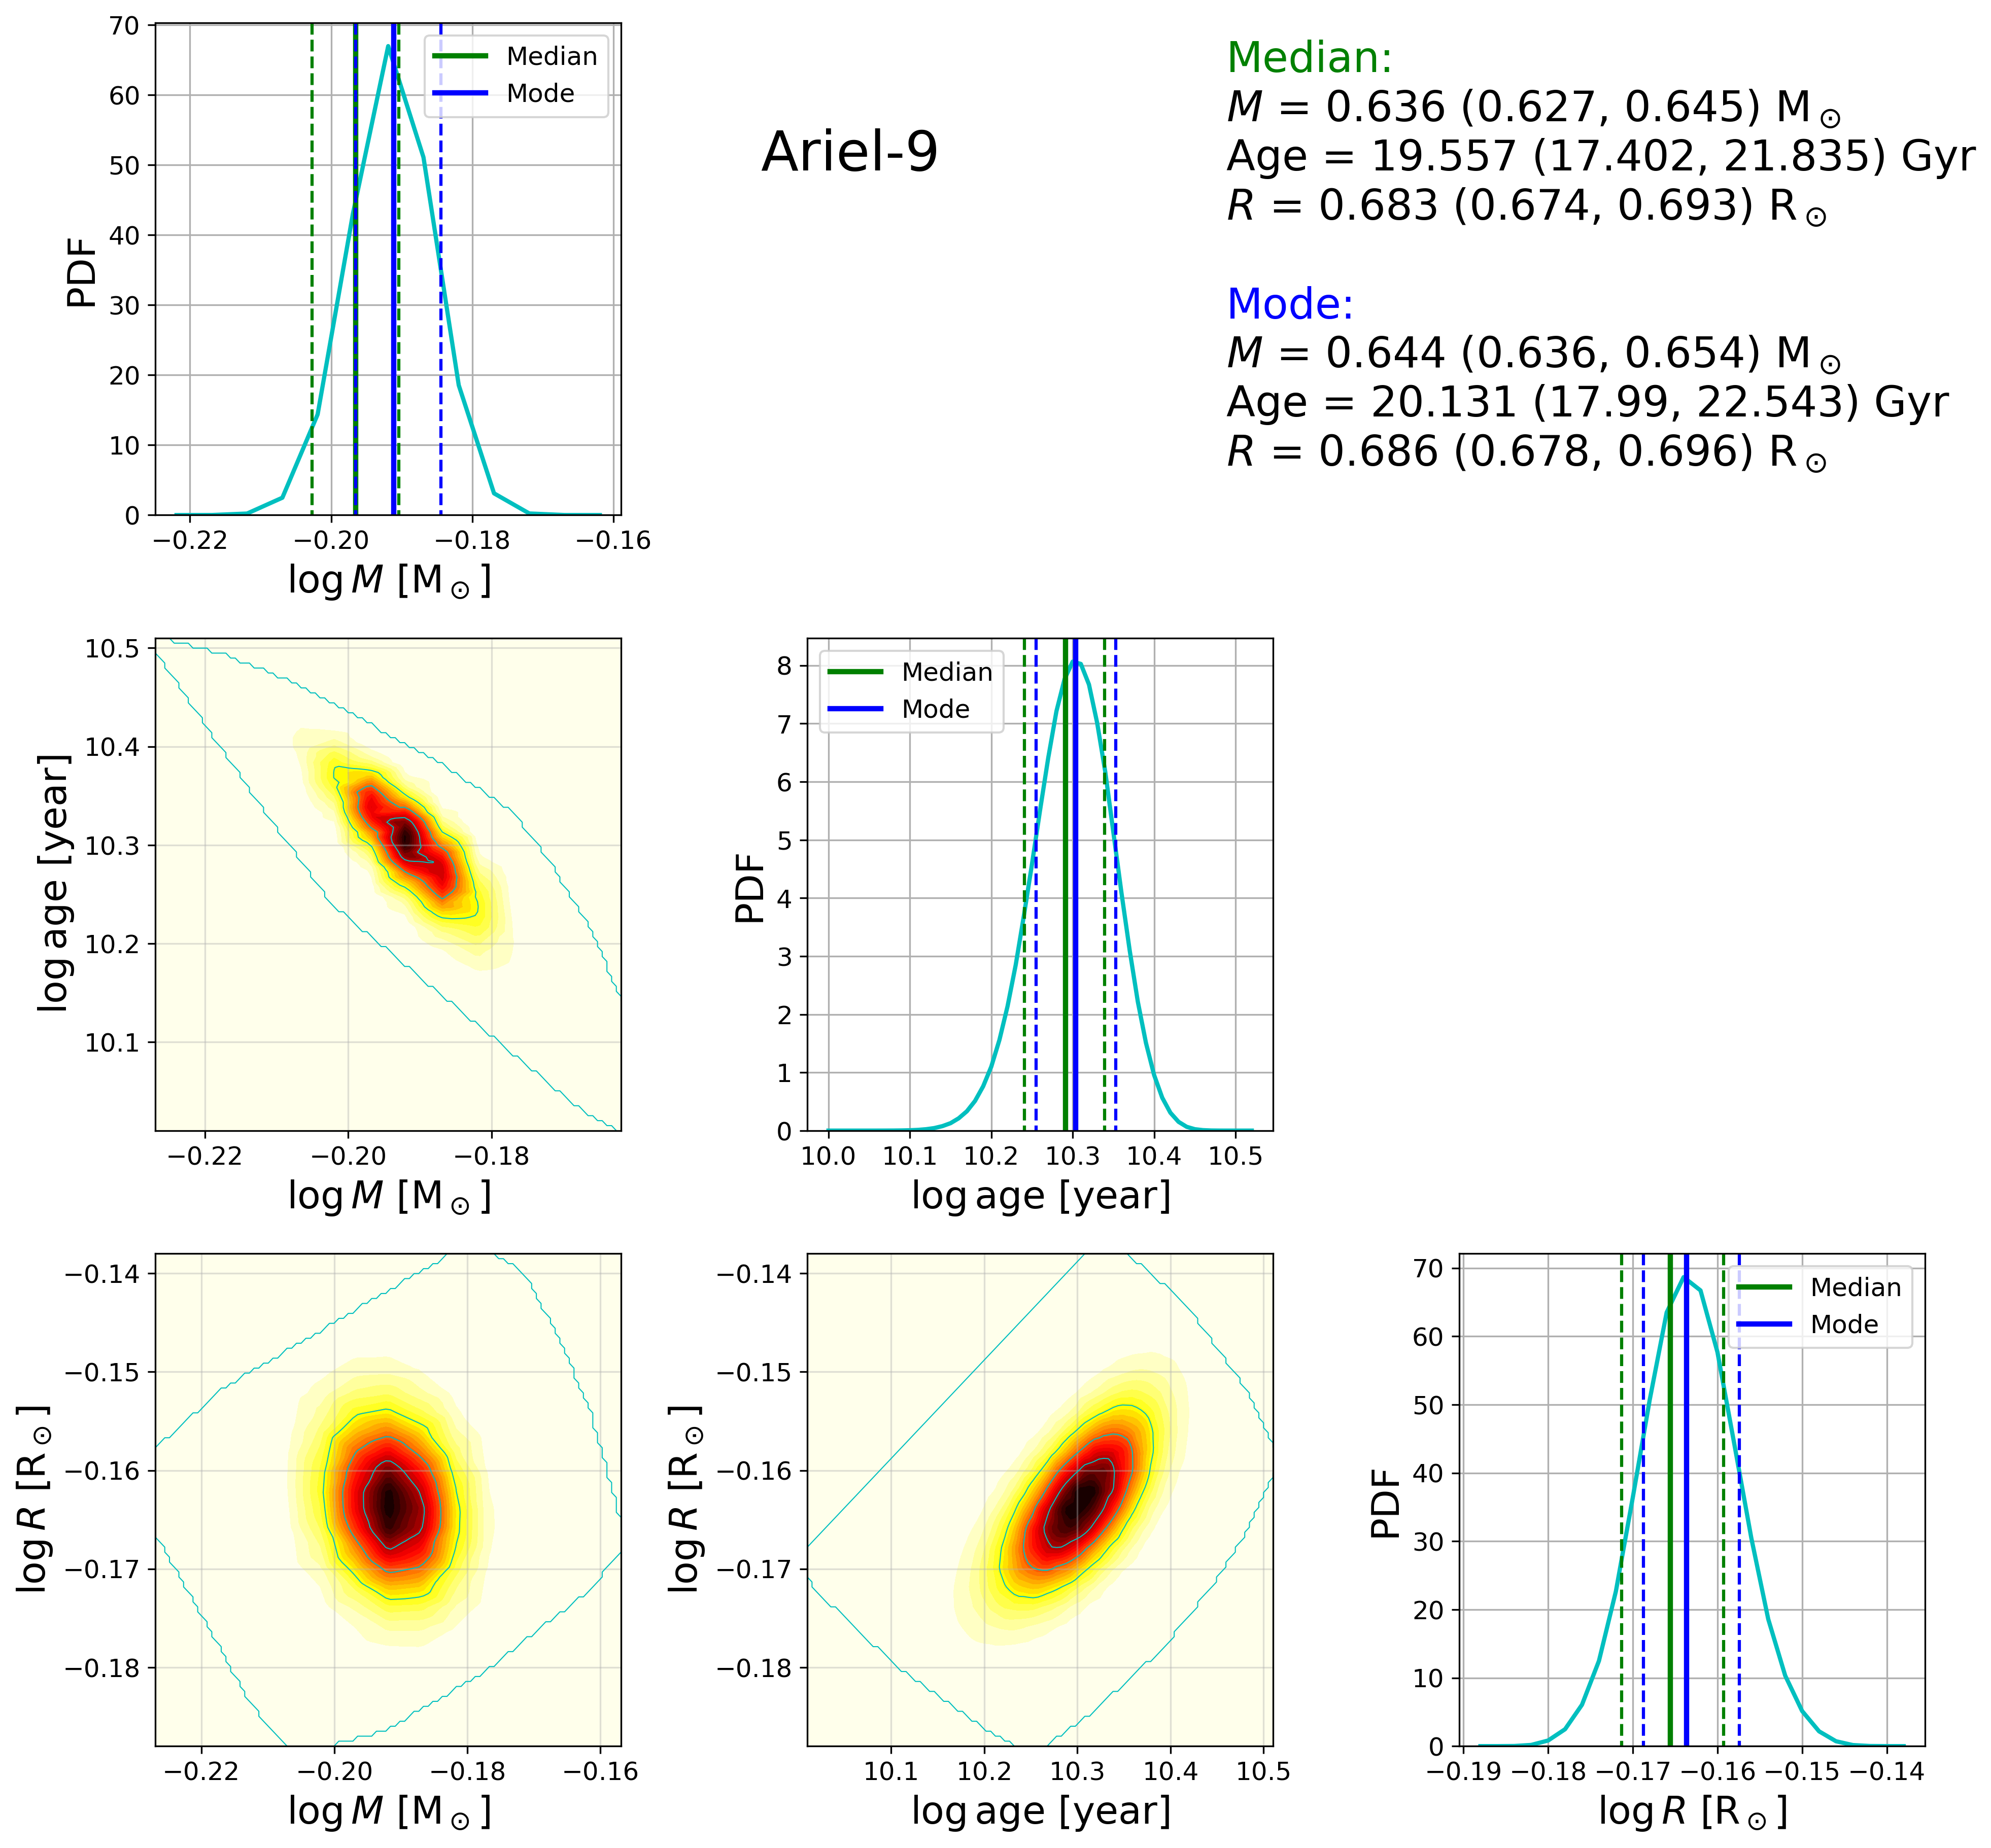 70
60
50
40
30
20
10
0
PDF
Median
Mode
−0.22 −0.20 −0.18 −0.16
log M [M⊙]
Ariel-9
Median:
M = 0.636 (0.627, 0.645) M⊙
Age = 19.557 (17.402, 21.835) Gyr
R = 0.683 (0.674, 0.693) R⊙
Mode:
M = 0.644 (0.636, 0.654) M⊙
Age = 20.131 (17.99, 22.543) Gyr
R = 0.686 (0.678, 0.696) R⊙
10.5
10.4
10.3
10.2
10.1
log age [year]
−0.22 −0.20 −0.18
log M [M⊙]
8
7
6
5
4
3
2
1
0
PDF
Median
Mode
10.0 10.1 10.2 10.3 10.4 10.5
log age [year]
−0.14
−0.15
−0.16
−0.17
−0.18
log R [R⊙]
−0.22 −0.20 −0.18 −0.16
log M [M⊙]
−0.14
−0.15
−0.16
−0.17
−0.18
log R [R⊙]
10.1 10.2 10.3 10.4 10.5
log age [year]
70
60
50
40
30
20
10
0
PDF
Median
Mode
−0.19 −0.18 −0.17 −0.16 −0.15 −0.14
log R [R⊙]